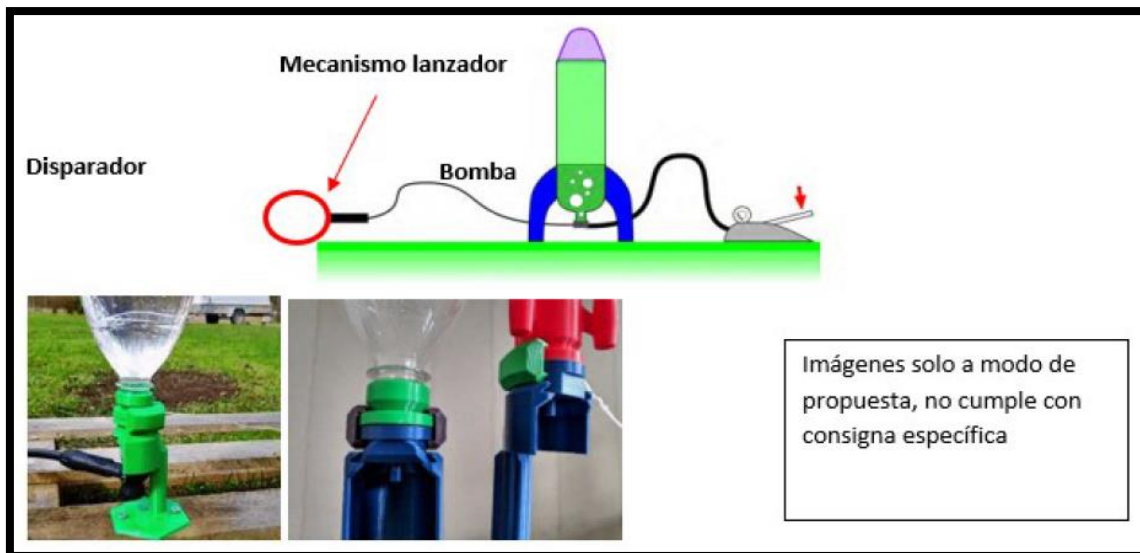 Mecanismo lanzador
Disparador
Bomba
Imágenes solo a modo de
propuesta, no cumple con
consigna específica